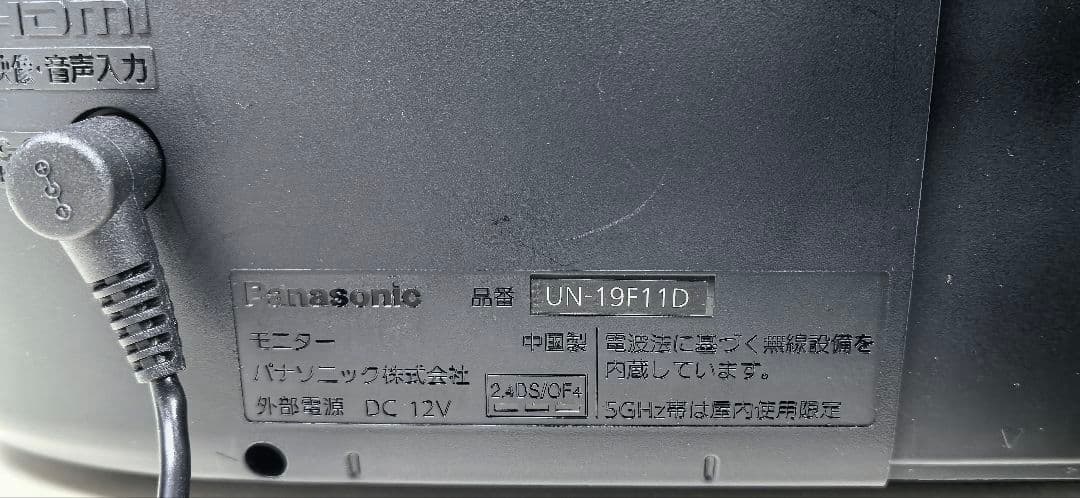 HDMI
映像・音声入力
Panasonic 品番 UN-19F11D
モニター 中国製
パナソニック株式会社
外部電源 DC 12V
2.4DS/OF4
電波法に基づく無線設備を
内蔵しています。
5GHz帯は屋内使用限定